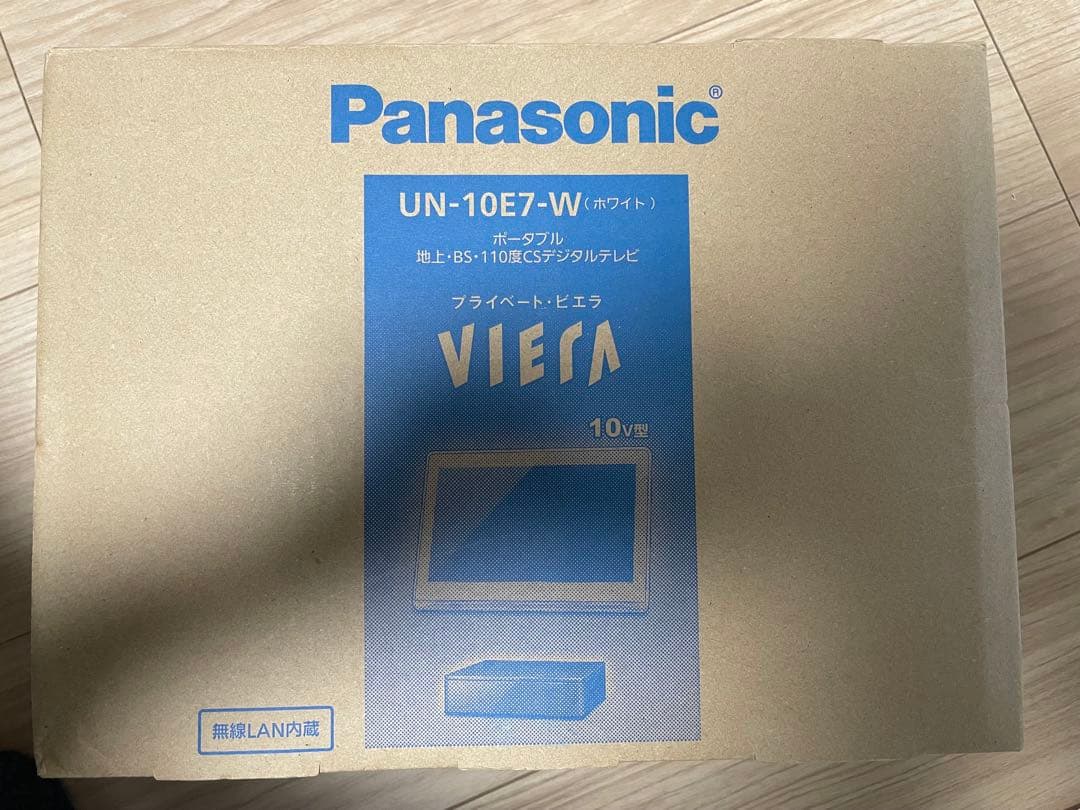 Panasonic®
UN-10E7-W（ホワイト）
ポータブル
地上・BS・110度CSデジタルテレビ
プライベート・ビエラ
VIErA
10V型
無線LAN内蔵